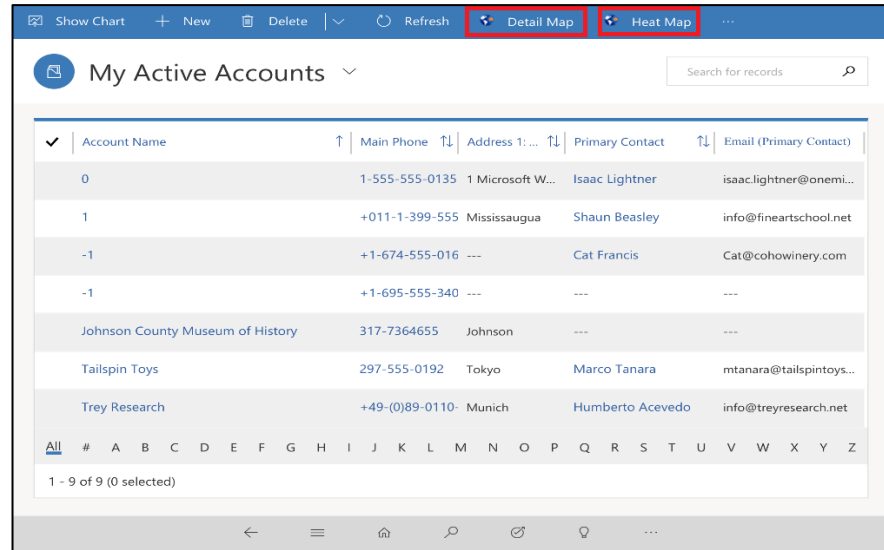 Show Chart + New Delete Refresh Detail Map Heat Map ...
My Active Accounts
Search for records
Account Name Main Phone Address 1: ... Primary Contact Email (Primary Contact)
0 1-555-555-0135 1 Microsoft W... Isaac Lightner isaac.lightner@onemi...
1 +011-1-399-555 Mississaugua Shaun Beasley info@fineartschool.net
-1 +1-674-555-016 --- Cat Francis Cat@cohowinery.com
-1 +1-695-555-340 --- --- ---
Johnson County Museum of History 317-7364655 Johnson --- ---
Tailspin Toys 297-555-0192 Tokyo Marco Tanara mtanara@tailspintoys...
Trey Research +49-(0)89-0110- Munich Humberto Acevedo info@treyresearch.net
All # A B C D E F G H I J K L M N O P Q R S T U V W X Y Z
1 - 9 of 9 (0 selected)
...